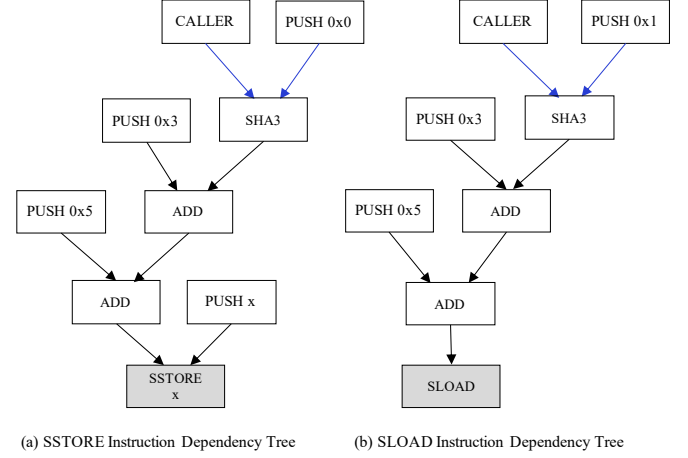 CALLER
PUSH 0x0
PUSH 0x3
SHA3
PUSH 0x5
ADD
ADD
PUSH x
SSTORE
x
(a) SSTORE Instruction Dependency Tree
CALLER
PUSH 0x1
PUSH 0x3
SHA3
PUSH 0x5
ADD
ADD
SLOAD
(b) SLOAD Instruction Dependency Tree